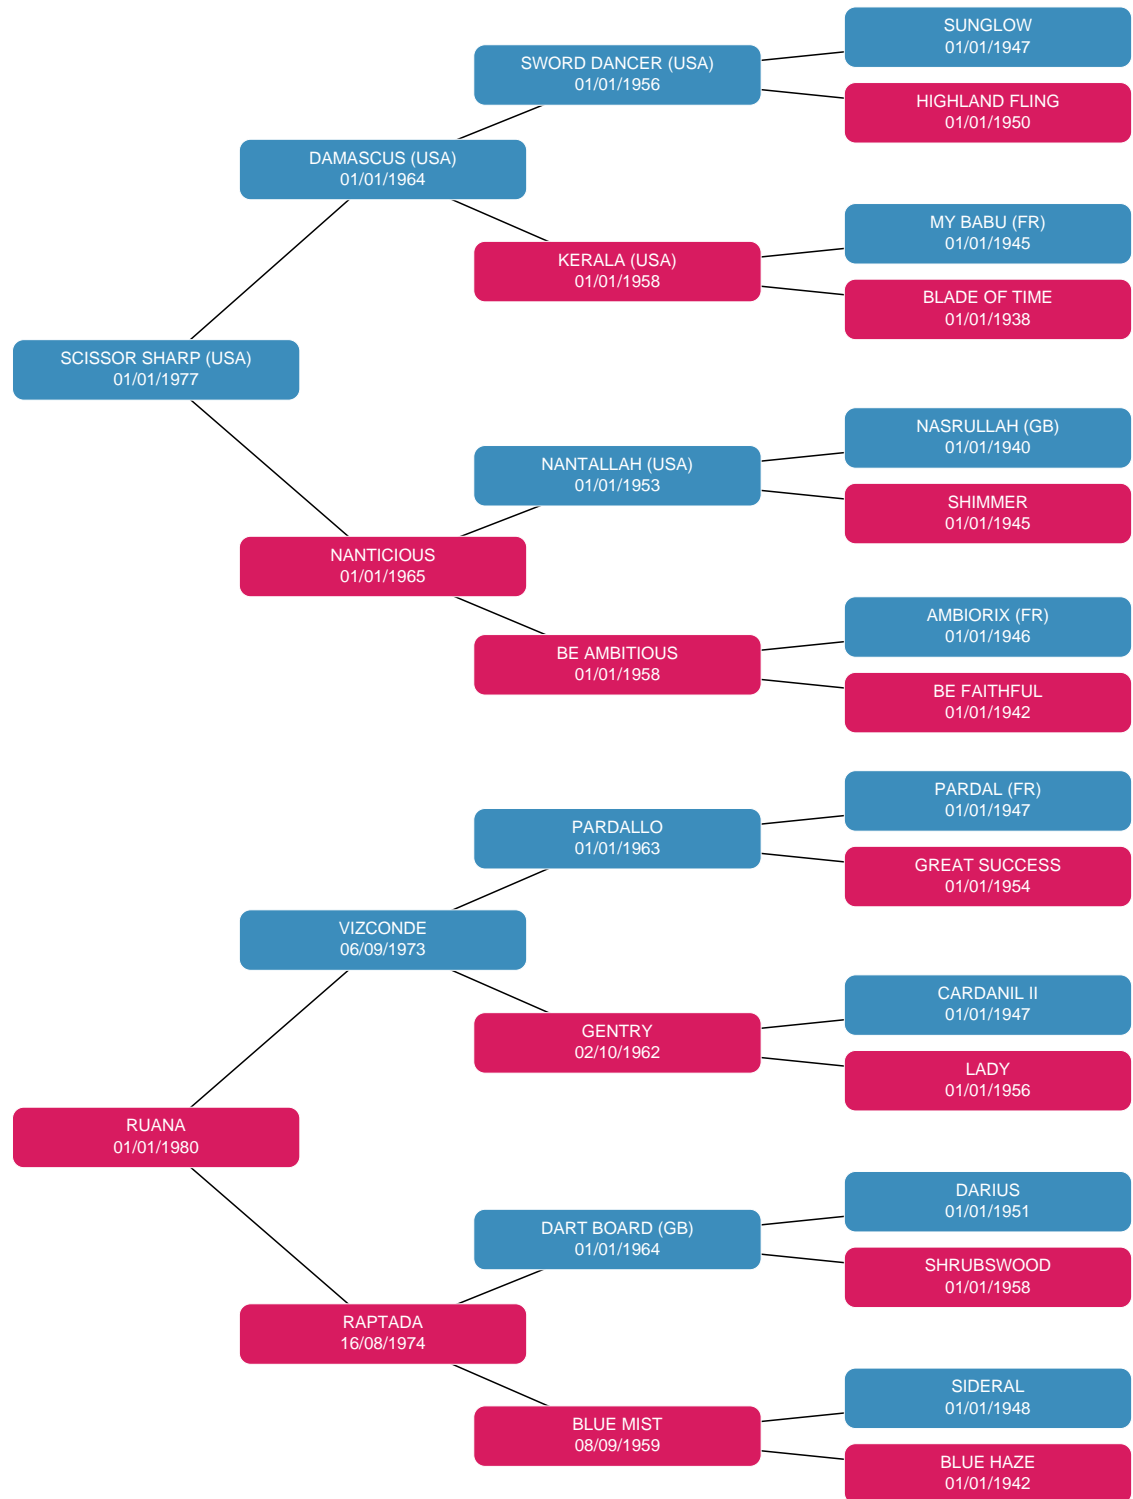 SUNGLOW
01/01/1947
SWORD DANCER (USA)
01/01/1956
HIGHLAND FLING
01/01/1950
DAMASCUS (USA)
01/01/1964
MY BABU (FR)
01/01/1945
KERALA (USA)
01/01/1958
BLADE OF TIME
01/01/1938
SCISSOR SHARP (USA)
01/01/1977
NASRULLAH (GB)
01/01/1940
NANTALLAH (USA)
01/01/1953
SHIMMER
01/01/1945
NANTICIOUS
01/01/1965
AMBIORIX (FR)
01/01/1946
BE AMBITIOUS
01/01/1958
BE FAITHFUL
01/01/1942
PARDAL (FR)
01/01/1947
PARDALLO
01/01/1963
GREAT SUCCESS
01/01/1954
VIZCONDE
06/09/1973
CARDANIL II
01/01/1947
GENTRY
02/10/1962
LADY
01/01/1956
RUANA
01/01/1980
DARIUS
01/01/1951
DART BOARD (GB)
01/01/1964
SHRUBSWOOD
01/01/1958
RAPTADA
16/08/1974
SIDERAL
01/01/1948
BLUE MIST
08/09/1959
BLUE HAZE
01/01/1942